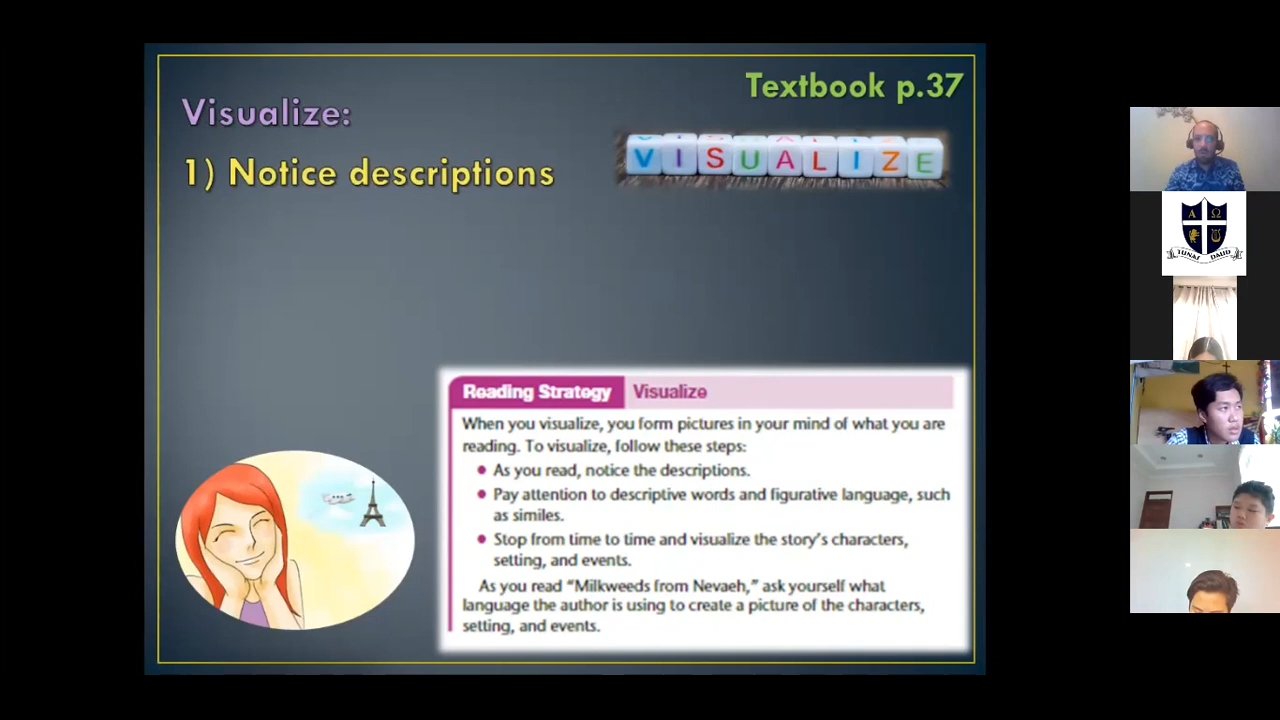 Textbook p.37
Visualize:
VISUALIZE
1) Notice descriptions
Reading Strategy Visualize
When you visualize, you form pictures in your mind of what you are
reading. To visualize, follow these steps:
• As you read, notice the descriptions.
• Pay attention to descriptive words and figurative language, such
as similes.
• Stop from time to time and visualize the story's characters,
setting, and events.
As you read "Milkweeds from Nevaeh," ask yourself what
language the author is using to create a picture of the characters,
setting, and events.
Α Ω
TUNAS DAUD